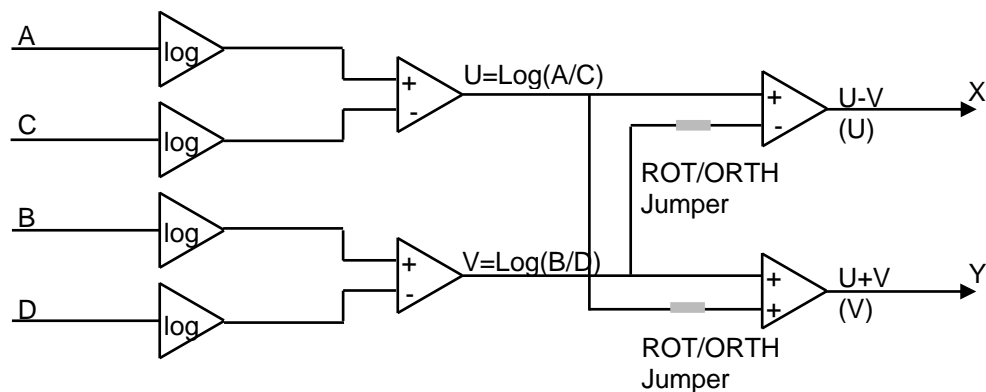 A
log
+
-
U=Log(A/C)
C
log
+
-
U-V
(U)
X
ROT/ORTH
Jumper
B
log
+
-
V=Log(B/D)
D
log
+
+
U+V
(V)
Y
ROT/ORTH
Jumper